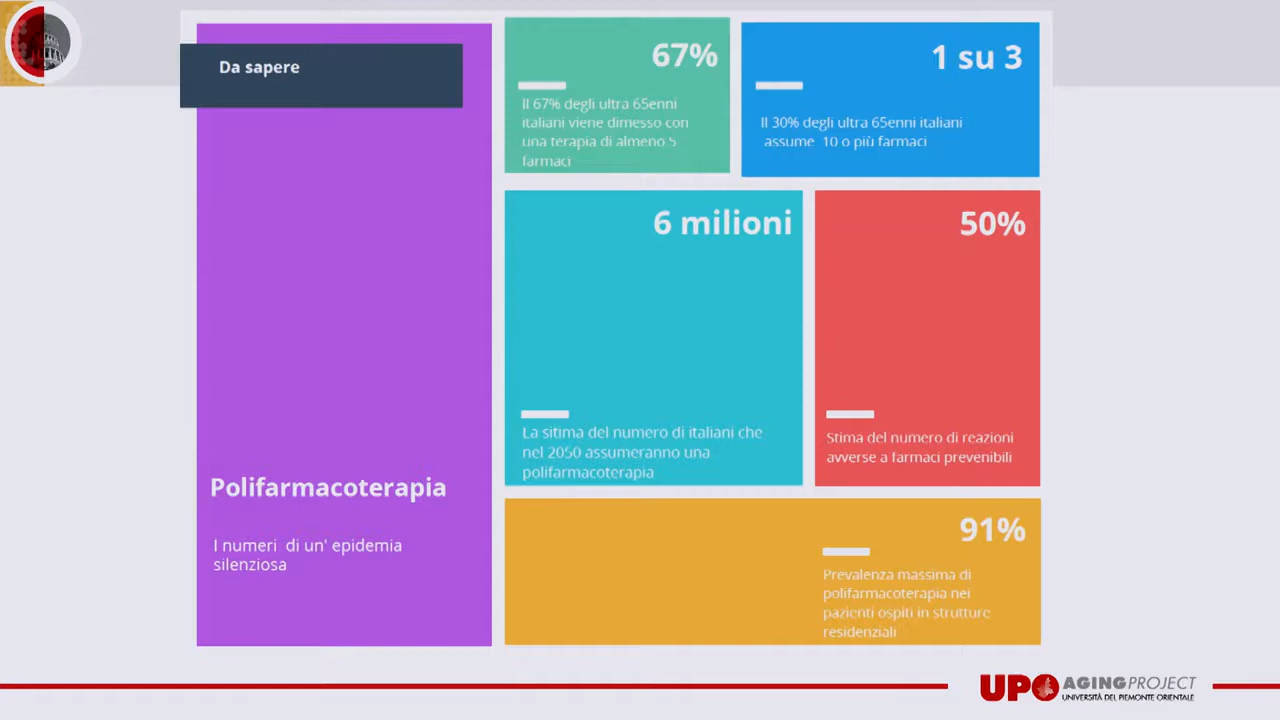 Da sapere
Polifarmacoterapia
I numeri di un' epidemia
silenziosa
67%
Il 67% degli ultra 65enni
italiani viene dimesso con
una terapia di almeno 5
farmaci
1 su 3
Il 30% degli ultra 65enni italiani
assume 10 o più farmaci
6 milioni
La sitima del numero di italiani che
nel 2050 assumeranno una
polifarmacoterapia
50%
Stima del numero di reazioni
avverse a farmaci prevenibili
91%
Prevalenza massima di
polifarmacoterapia nei
pazienti ospiti in strutture
residenziali
UPO AGING PROJECT
UNIVERSITÀ DEL PIEMONTE ORIENTALE